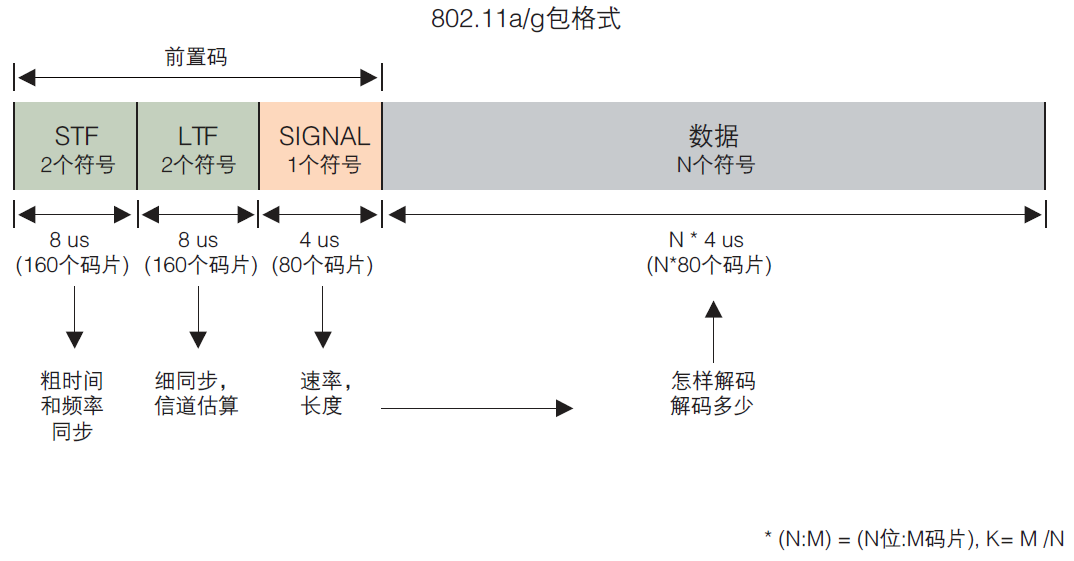 802.11a/g包格式
前置码
STF
2个符号
LTF
2个符号
SIGNAL
1个符号
数据
N个符号
8 us
(160个码片)
8 us
(160个码片)
4 us
(80个码片)
N * 4 us
(N*80个码片)
粗时间
和频率
同步
细同步，
信道估算
速率，
长度
怎样解码
解码多少
* (N:M) = (N位:M码片), K= M /N